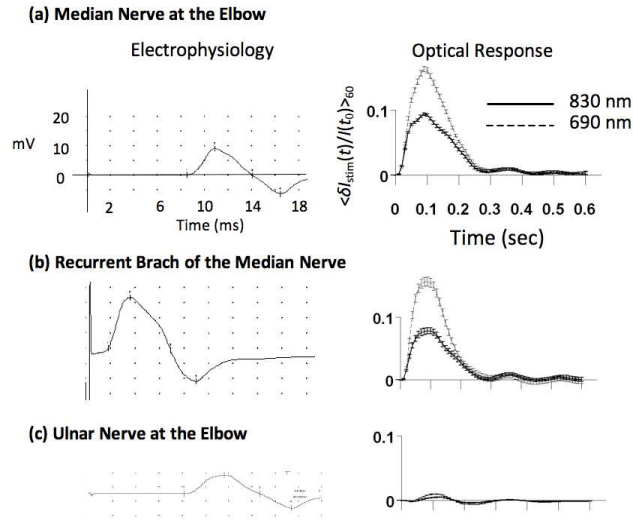 (a) Median Nerve at the Elbow
Electrophysiology
Optical Response
20
10
0
mV
2 6 10 14 18
Time (ms)
<δI_stim(t)/I(t_0)>_60
0.1
0
830 nm
690 nm
0 0.1 0.2 0.3 0.4 0.5 0.6
Time (sec)
(b) Recurrent Brach of the Median Nerve
0.1
0
(c) Ulnar Nerve at the Elbow
0.1
0